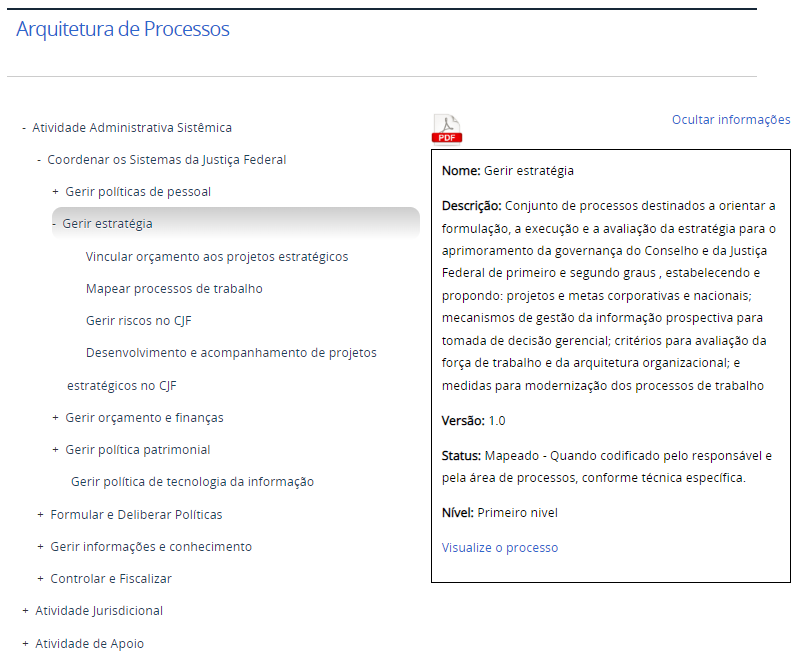 Arquitetura de Processos
- Atividade Administrativa Sistêmica
- Coordenar os Sistemas da Justiça Federal
+ Gerir políticas de pessoal
- Gerir estratégia
Vincular orçamento aos projetos estratégicos
Mapear processos de trabalho
Gerir riscos no CJF
Desenvolvimento e acompanhamento de projetos
estratégicos no CJF
+ Gerir orçamento e finanças
+ Gerir política patrimonial
Gerir política de tecnologia da informação
+ Formular e Deliberar Políticas
+ Gerir informações e conhecimento
+ Controlar e Fiscalizar
+ Atividade Jurisdicional
+ Atividade de Apoio
PDF
Ocultar informações
Nome: Gerir estratégia
Descrição: Conjunto de processos destinados a orientar a
formulação, a execução e a avaliação da estratégia para o
aprimoramento da governança do Conselho e da Justiça
Federal de primeiro e segundo graus , estabelecendo e
propondo: projetos e metas corporativas e nacionais;
mecanismos de gestão da informação prospectiva para
tomada de decisão gerencial; critérios para avaliação da
força de trabalho e da arquitetura organizacional; e
medidas para modernização dos processos de trabalho
Versão: 1.0
Status: Mapeado - Quando codificado pelo responsável e
pela área de processos, conforme técnica específica.
Nível: Primeiro nivel
Visualize o processo